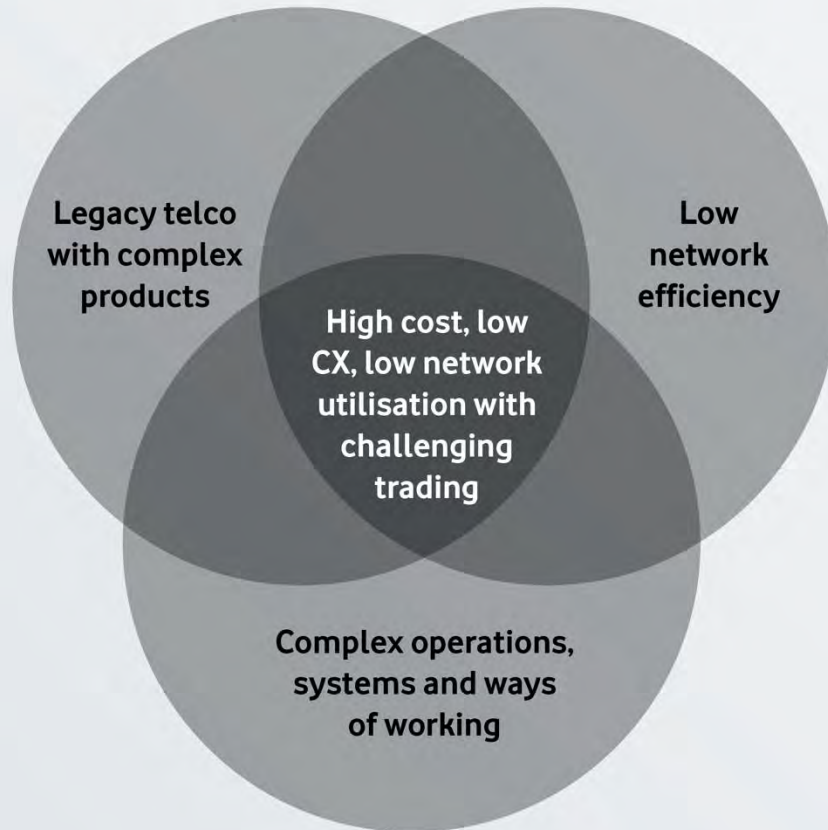 Legacy telco
with complex
products
Low
network
efficiency
High cost, low
CX, low network
utilisation with
challenging
trading
Complex operations,
systems and ways
of working